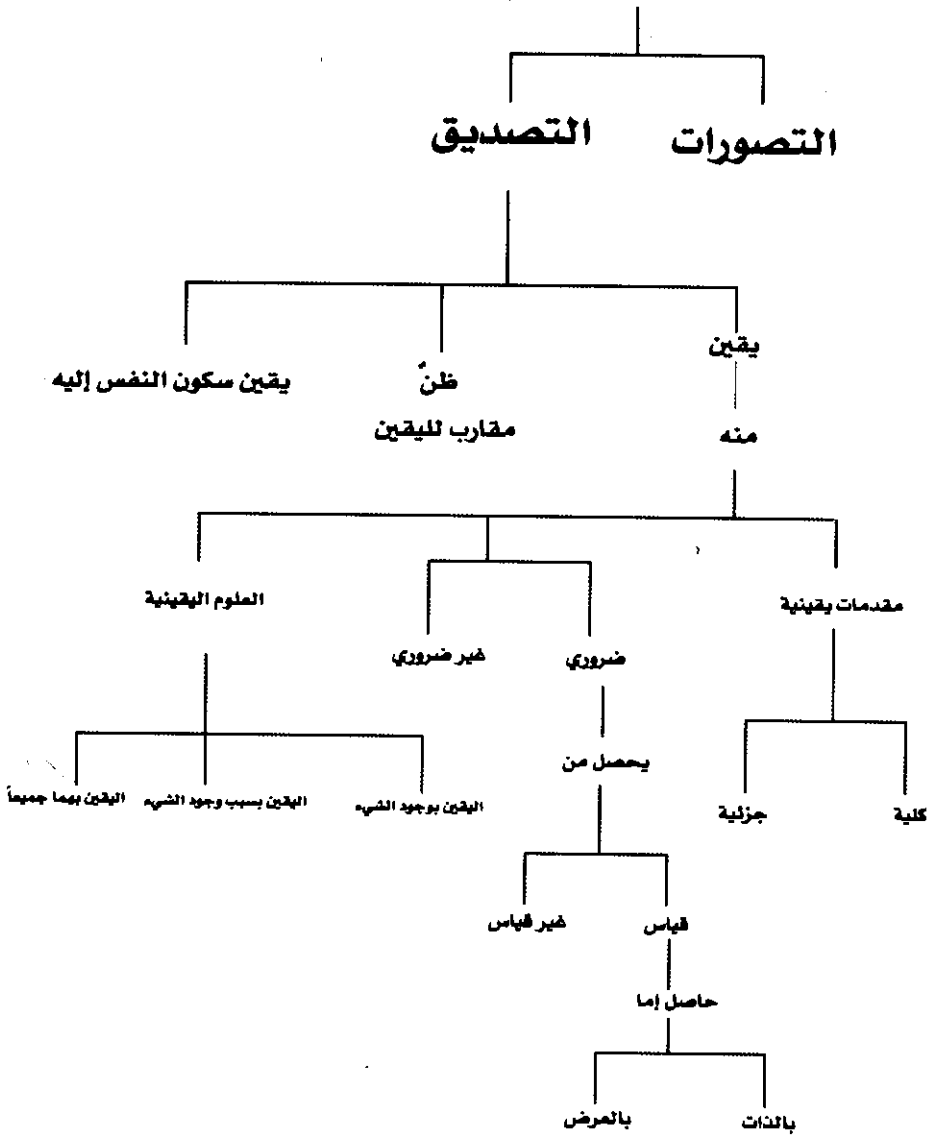 التصورات
التصديق
يقين
ظنٌ
مقارب لليقين
يقين سكون النفس إليه
منه
مقدمات يقينية
العلوم اليقينية
ضروري
غير ضروري
يحصل من
كلية
جزئية
اليقين بوجود الشيء
اليقين بسبب وجود الشيء
اليقين بهما جميعاً
قياس
غير قياس
حاصل إما
بالذات
بالعرض